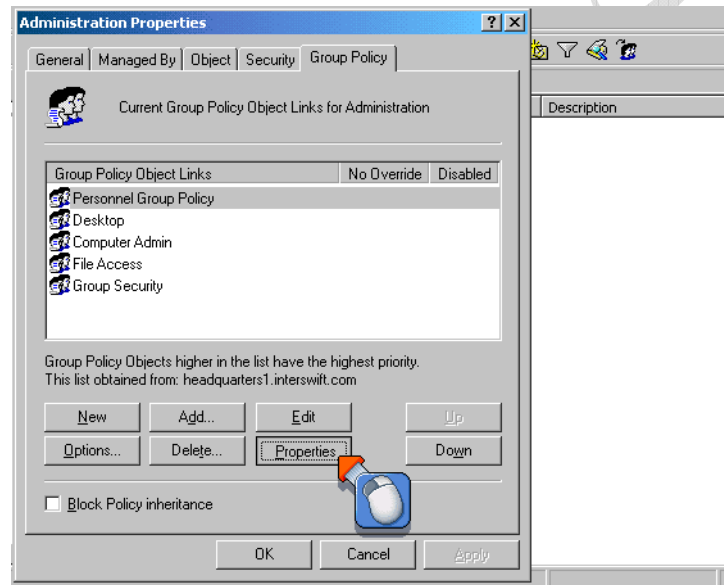 Administration Properties
General Managed By Object Security Group Policy
Current Group Policy Object Links for Administration
Description
Group Policy Object Links No Override Disabled
Personnel Group Policy
Desktop
Computer Admin
File Access
Group Security
Group Policy Objects higher in the list have the highest priority.
This list obtained from: headquarters1.interswift.com
New Add... Edit Up
Options... Delete... Properties Down
Block Policy inheritance
OK Cancel Apply